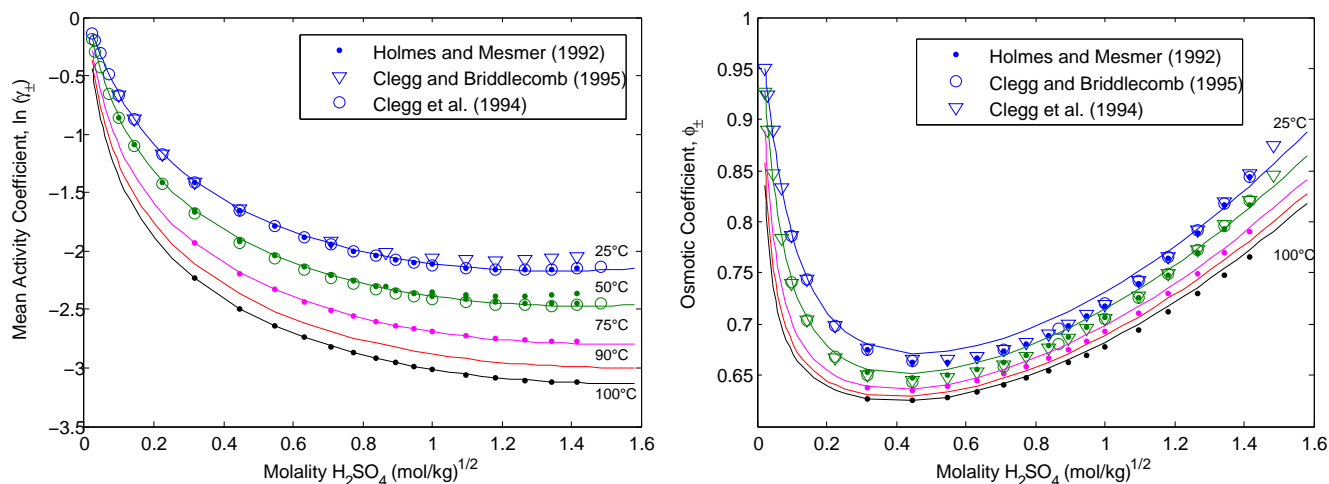 0
−0.5
−1
−1.5
−2
−2.5
−3
−3.5
Mean Activity Coefficient, ln (γ±)
Holmes and Mesmer (1992)
Clegg and Briddlecomb (1995)
Clegg et al. (1994)
25°C
50°C
75°C
90°C
100°C
0 0.2 0.4 0.6 0.8 1 1.2 1.4 1.6
Molality H2SO4 (mol/kg)1/2
1
0.95
0.9
0.85
0.8
0.75
0.7
0.65
Osmotic Coefficient, ϕ±
Holmes and Mesmer (1992)
Clegg and Briddlecomb (1995)
Clegg et al. (1994)
25°C
100°C
0 0.2 0.4 0.6 0.8 1 1.2 1.4 1.6
Molality H2SO4 (mol/kg)1/2